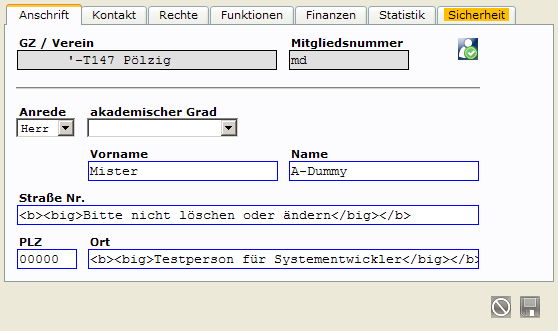 Anschrift Kontakt Rechte Funktionen Finanzen Statistik Sicherheit
GZ / Verein Mitgliedsnummer
'-T147 Pölzig md
Anrede akademischer Grad
Herr
Vorname Name
Mister A-Dummy
Straße Nr.
<b><big>Bitte nicht löschen oder ändern</big></b>
PLZ Ort
00000 <b><big>Testperson für Systementwickler</big></b